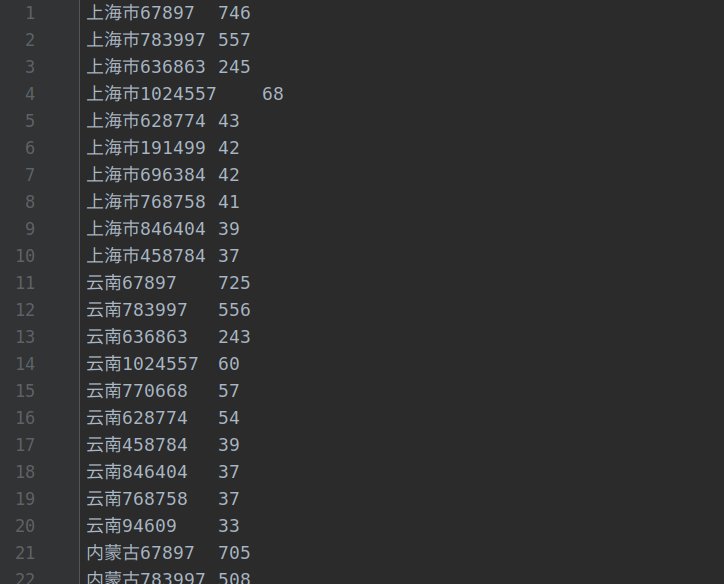 1 上海市67897 746
2 上海市783997 557
3 上海市636863 245
4 上海市1024557 68
5 上海市628774 43
6 上海市191499 42
7 上海市696384 42
8 上海市768758 41
9 上海市846404 39
10 上海市458784 37
11 云南67897 725
12 云南783997 556
13 云南636863 243
14 云南1024557 60
15 云南770668 57
16 云南628774 54
17 云南458784 39
18 云南846404 37
19 云南768758 37
20 云南94609 33
21 内蒙古67897 705
22 内蒙古783997 508